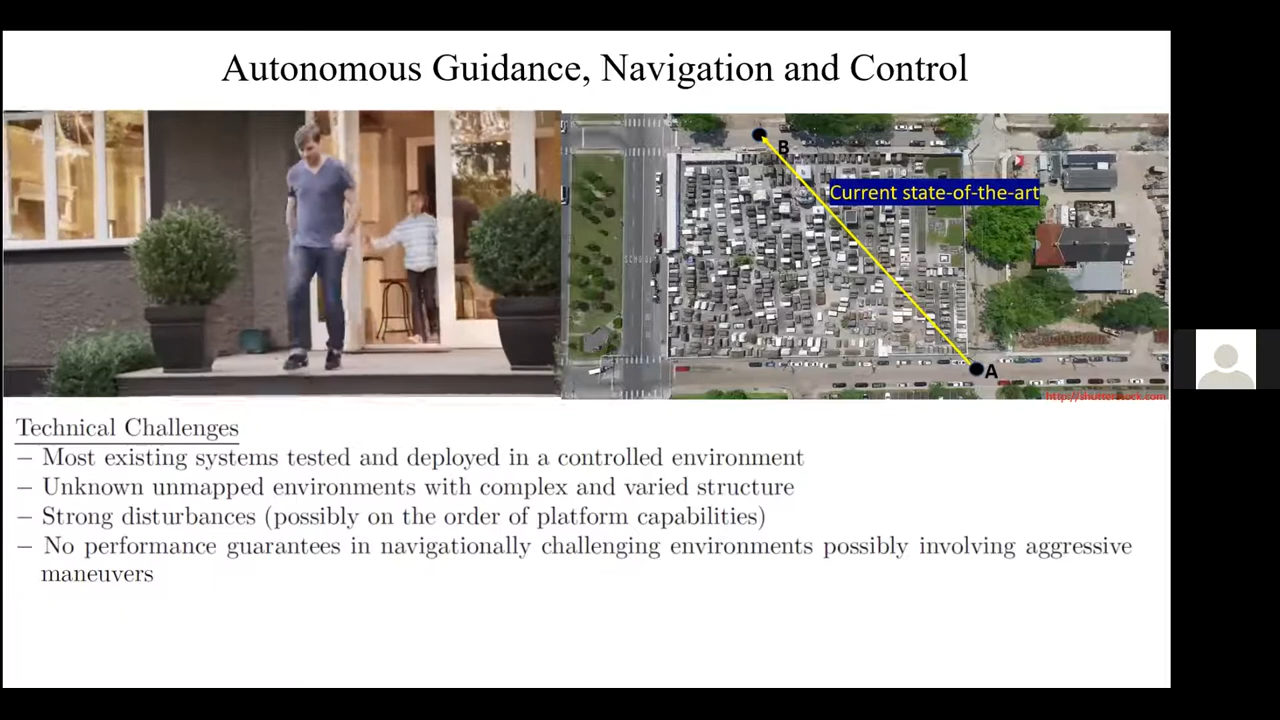 Autonomous Guidance, Navigation and Control
B
Current state-of-the-art
A
Technical Challenges
– Most existing systems tested and deployed in a controlled environment
– Unknown unmapped environments with complex and varied structure
– Strong disturbances (possibly on the order of platform capabilities)
– No performance guarantees in navigationally challenging environments possibly involving aggressive
maneuvers